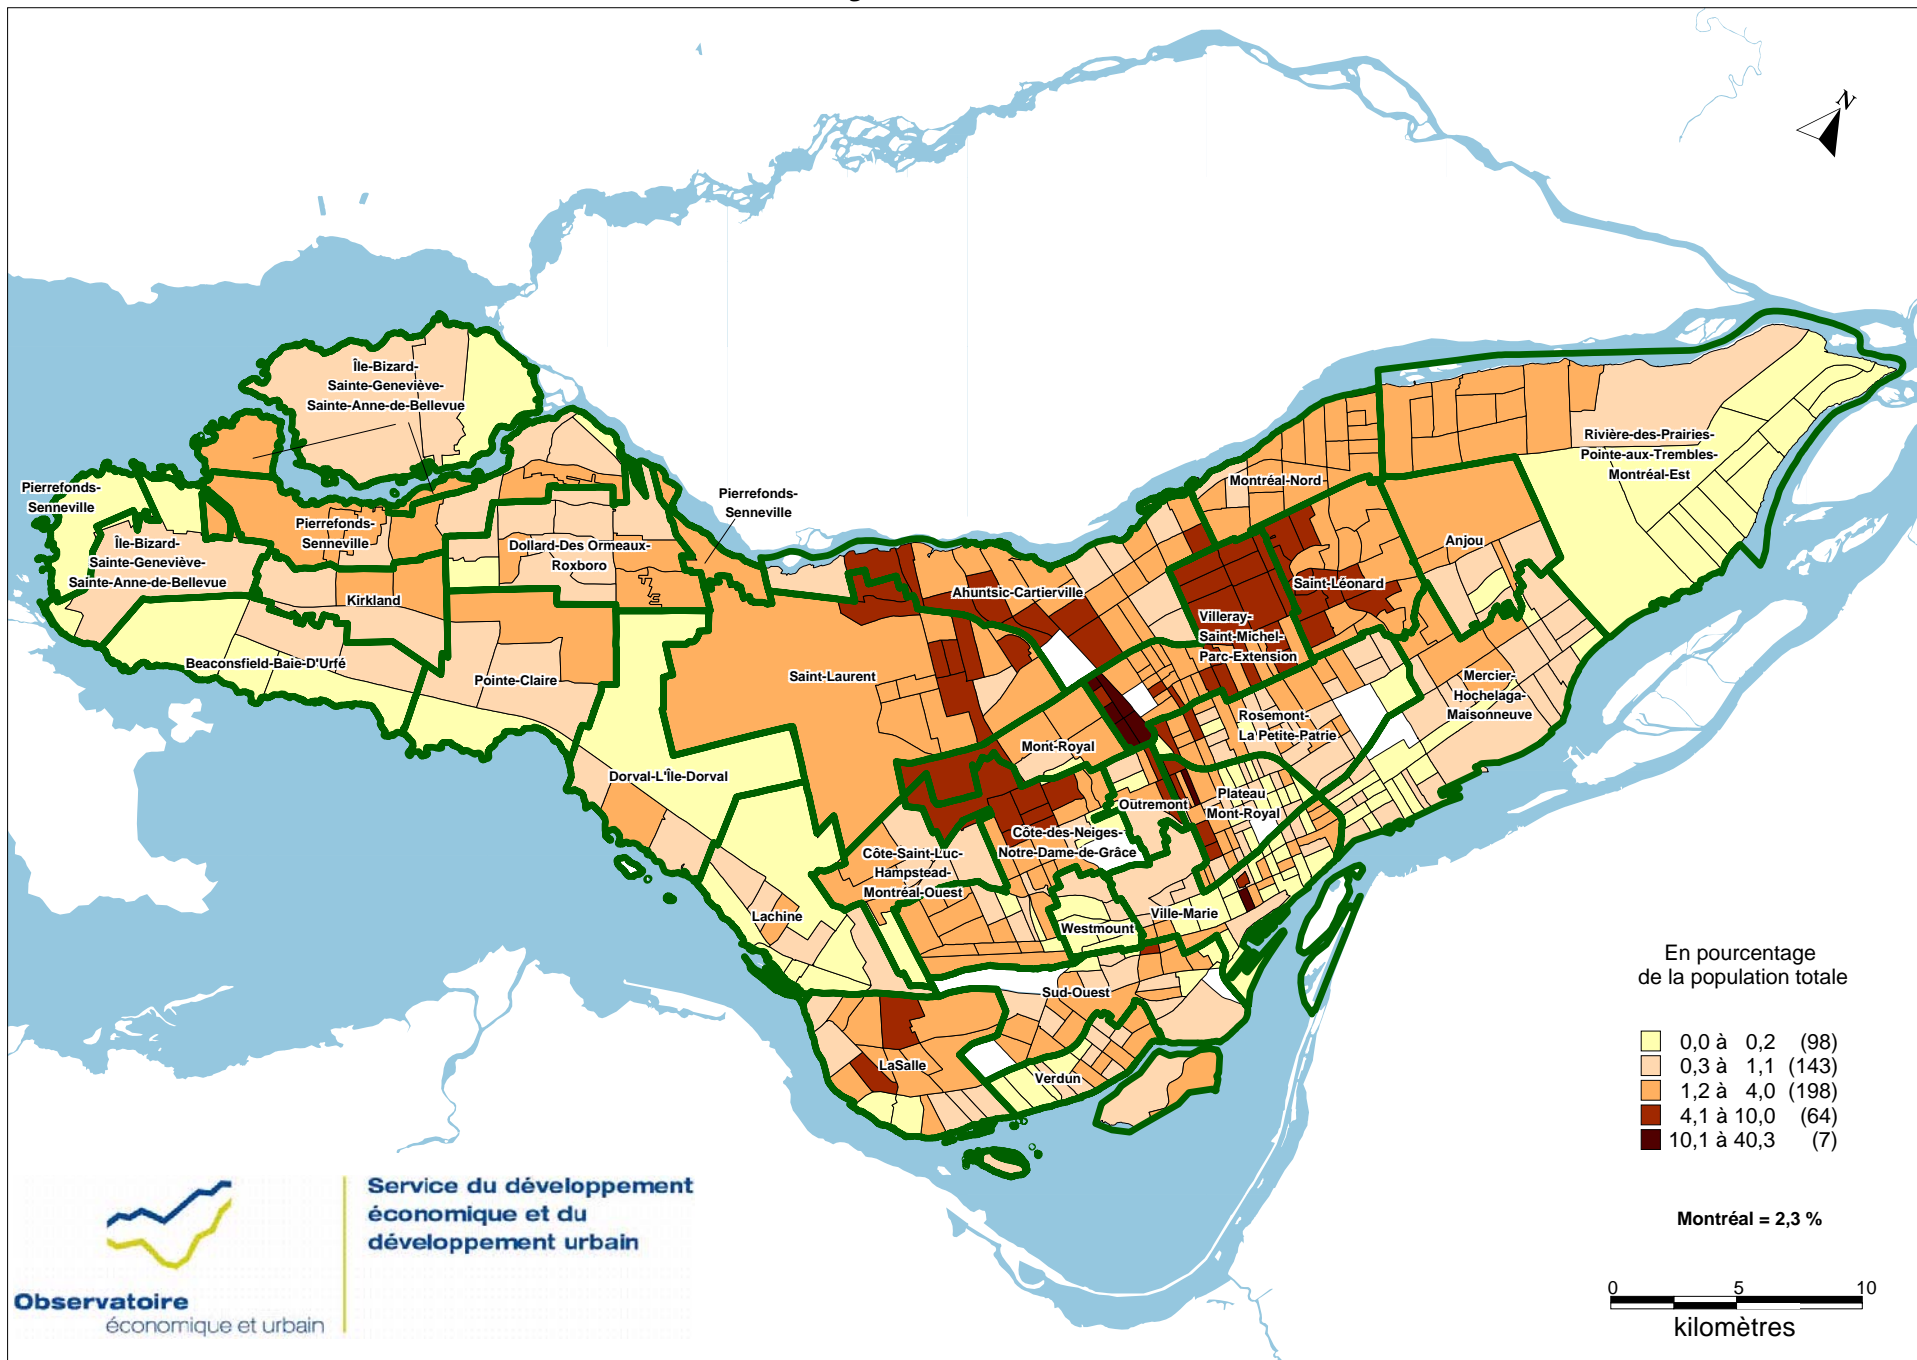 N
Île-Bizard-
Sainte-Geneviève-
Sainte-Anne-de-Bellevue
Pierrefonds-
Senneville
Pierrefonds-
Senneville
Pierrefonds-
Senneville
Île-Bizard-
Sainte-Geneviève-
Sainte-Anne-de-Bellevue
Dollard-Des Ormeaux-
Roxboro
Kirkland
Beaconsfield-Baie-D'Urfé
Pointe-Claire
Dorval-L'Île-Dorval
Saint-Laurent
Ahuntsic-Cartierville
Montréal-Nord
Rivière-des-Prairies-
Pointe-aux-Trembles-
Montréal-Est
Anjou
Saint-Léonard
Villeray-
Saint-Michel-
Parc-Extension
Mercier-
Hochelaga-
Maisonneuve
Rosemont-
La Petite-Patrie
Mont-Royal
Outremont
Plateau
Mont-Royal
Côte-des-Neiges-
Notre-Dame-de-Grâce
Côte-Saint-Luc-
Hampstead-
Montréal-Ouest
Lachine
Westmount
Ville-Marie
Sud-Ouest
LaSalle
Verdun
En pourcentage
de la population totale
0,0 à 0,2 (98)
0,3 à 1,1 (143)
1,2 à 4,0 (198)
4,1 à 10,0 (64)
10,1 à 40,3 (7)
Montréal = 2,3 %
0 5 10
kilomètres
Service du développement
économique et du
développement urbain
Observatoire
économique et urbain